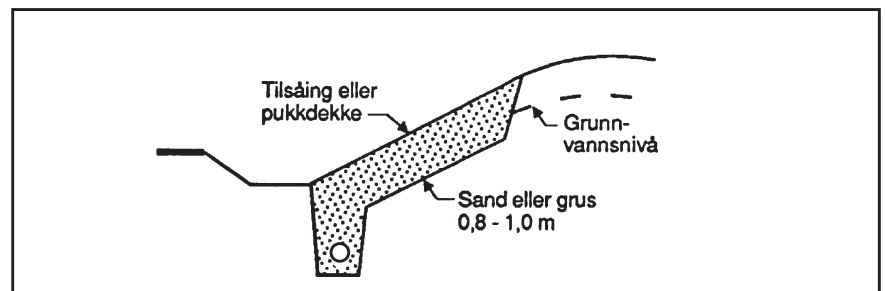 Tilsåing eller
pukkdekke
Grunn-
vannsnivå
Sand eller grus
0,8 - 1,0 m